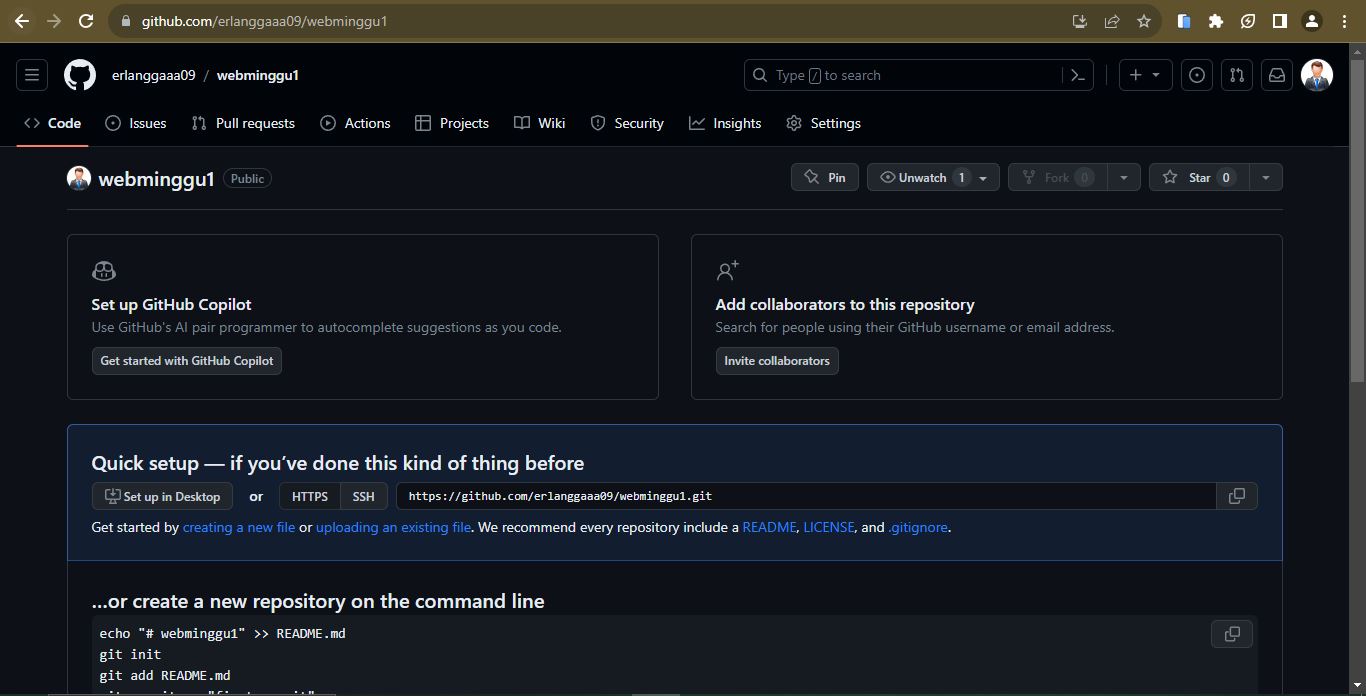 github.com/erlanggaaa09/webminggu1
erlanggaaa09 / webminggu1
Type / to search
Code Issues Pull requests Actions Projects Wiki Security Insights Settings
webminggu1 Public
Pin Unwatch 1 Fork 0 Star 0
Set up GitHub Copilot
Use GitHub's AI pair programmer to autocomplete suggestions as you code.
Get started with GitHub Copilot
Add collaborators to this repository
Search for people using their GitHub username or email address.
Invite collaborators
Quick setup — if you've done this kind of thing before
Set up in Desktop or HTTPS SSH https://github.com/erlanggaaa09/webminggu1.git
Get started by creating a new file or uploading an existing file. We recommend every repository include a README, LICENSE, and .gitignore.
...or create a new repository on the command line
echo "# webminggu1" >> README.md
git init
git add README.md